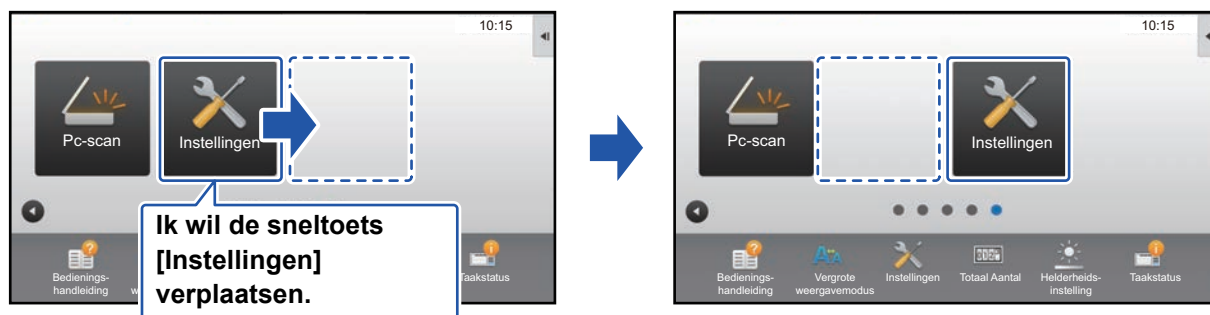 10:15
Pc-scan
Instellingen
Ik wil de sneltoets
[Instellingen]
verplaatsen.
Bedienings-
handleiding
w
Taakstatus
10:15
Pc-scan
Instellingen
Bedienings-
handleiding
Vergrote
weergavemodus
Instellingen
Totaal Aantal
Helderheids-
instelling
Taakstatus